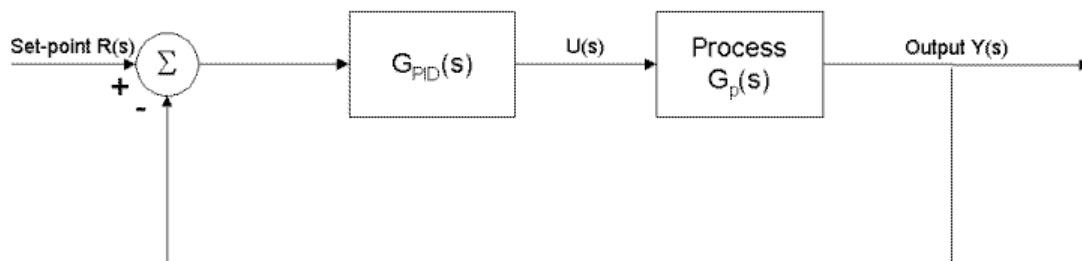 Set-point R(s)
+
-
Σ
G_PID(s)
U(s)
Process
G_p(s)
Output Y(s)